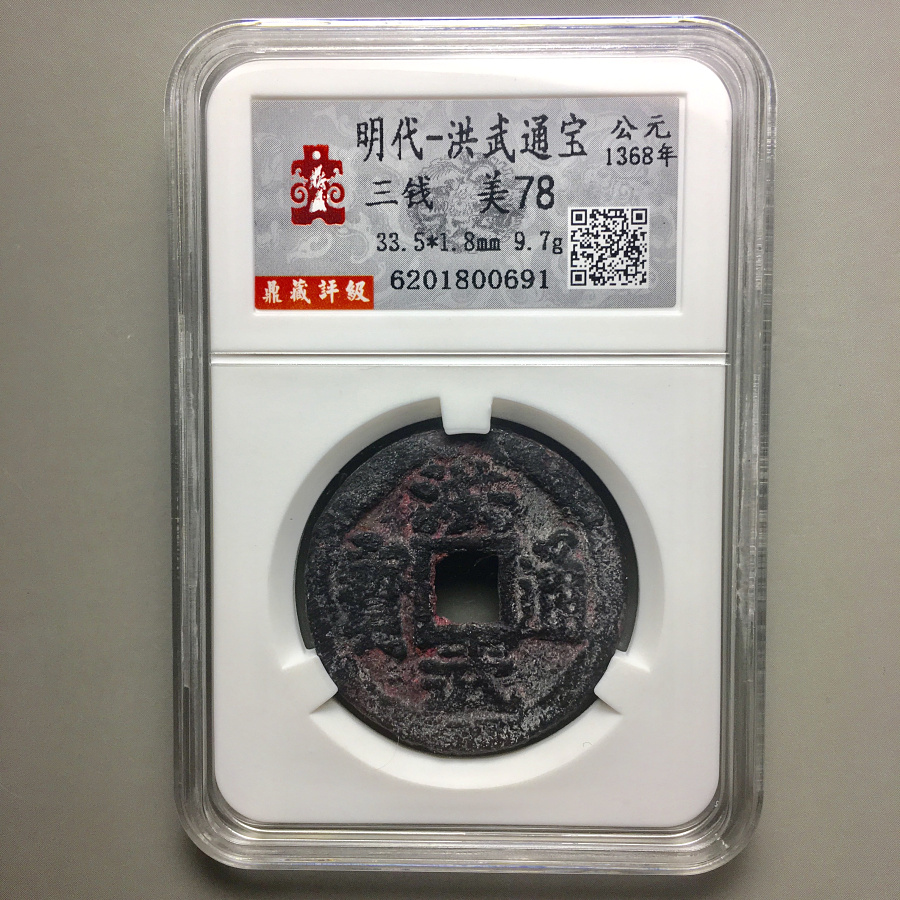 明代-洪武通宝 公元
1368年
三钱 美78
33.5*1.8mm 9.7g
鼎藏評級 6201800691
洪
寶 通
武